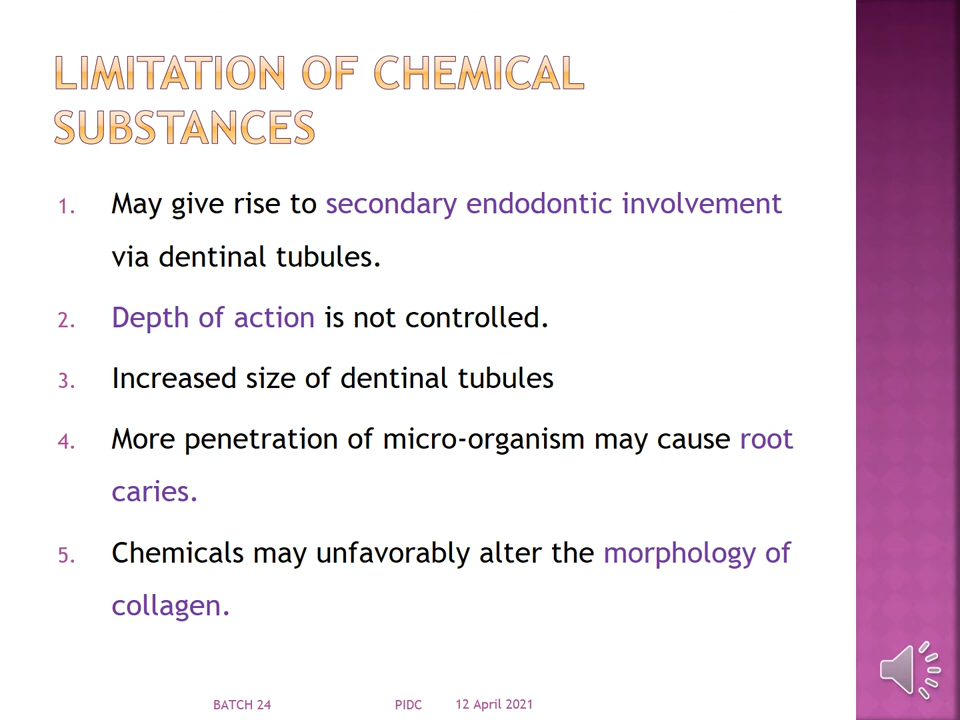 LIMITATION OF CHEMICAL
SUBSTANCES
1. May give rise to secondary endodontic involvement
via dentinal tubules.
2. Depth of action is not controlled.
3. Increased size of dentinal tubules
4. More penetration of micro-organism may cause root
caries.
5. Chemicals may unfavorably alter the morphology of
collagen.
BATCH 24 PIDC 12 April 2021